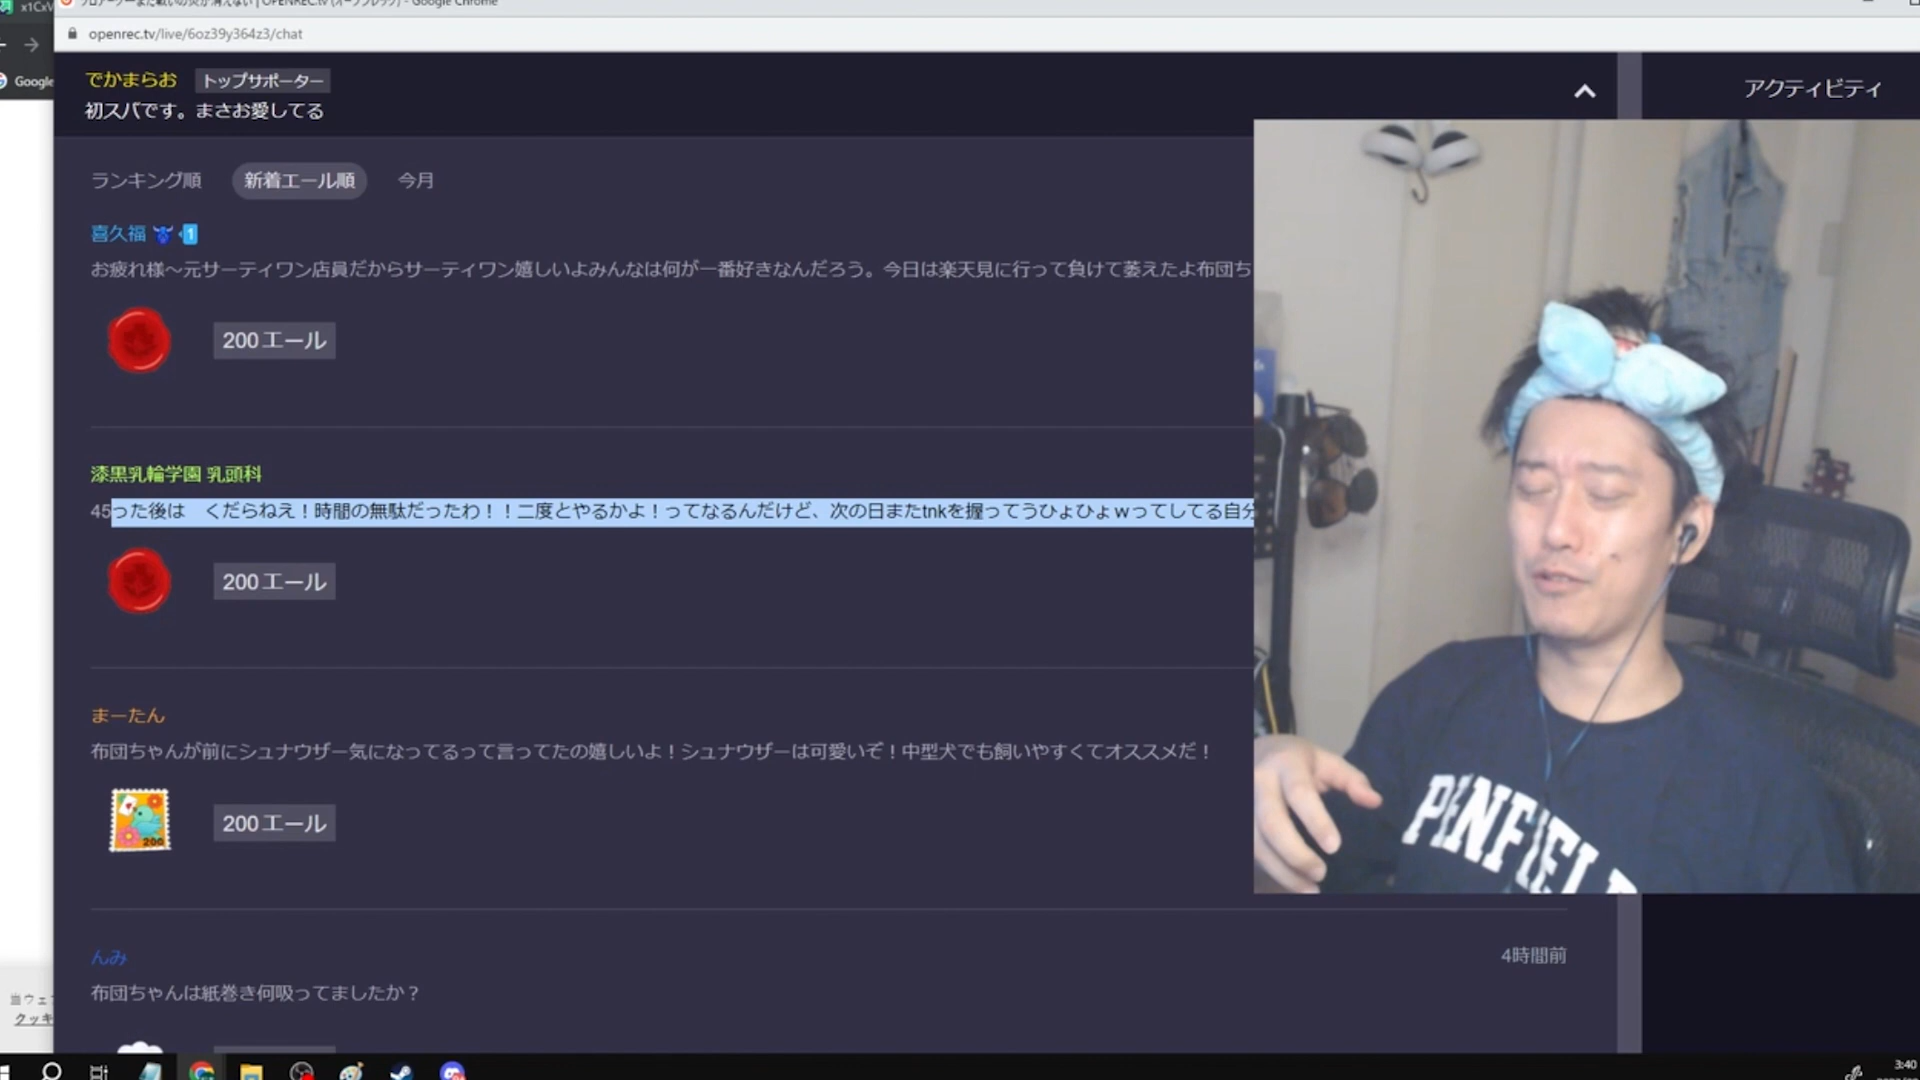 openrec.tv/live/6oz39y364z3/chat
Google
でかまらお トップサポーター
初スパです。まさお愛してる
アクティビティ
ランキング順 新着エール順 今月
喜久福 1
お疲れ様～元サーティワン店員だからサーティワン嬉しいよみんなは何が一番好きなんだろう。今日は楽天見に行って負けて萎えたよ布団ち
200エール
漆黒乳輪学園 乳頭科
45った後は くだらねえ！時間の無駄だったわ！！二度とやるかよ！ってなるんだけど、次の日またtnkを握ってうひょひょwってしてる自分
200エール
まーたん
布団ちゃんが前にシュナウザー気になってるって言ってたの嬉しいよ！シュナウザーは可愛いぞ！中型犬でも飼いやすくてオススメだ！
200
200エール
んみ
4時間前
布団ちゃんは紙巻き何吸ってましたか？
当ウェ
クッキ
PENFIEL
3:40